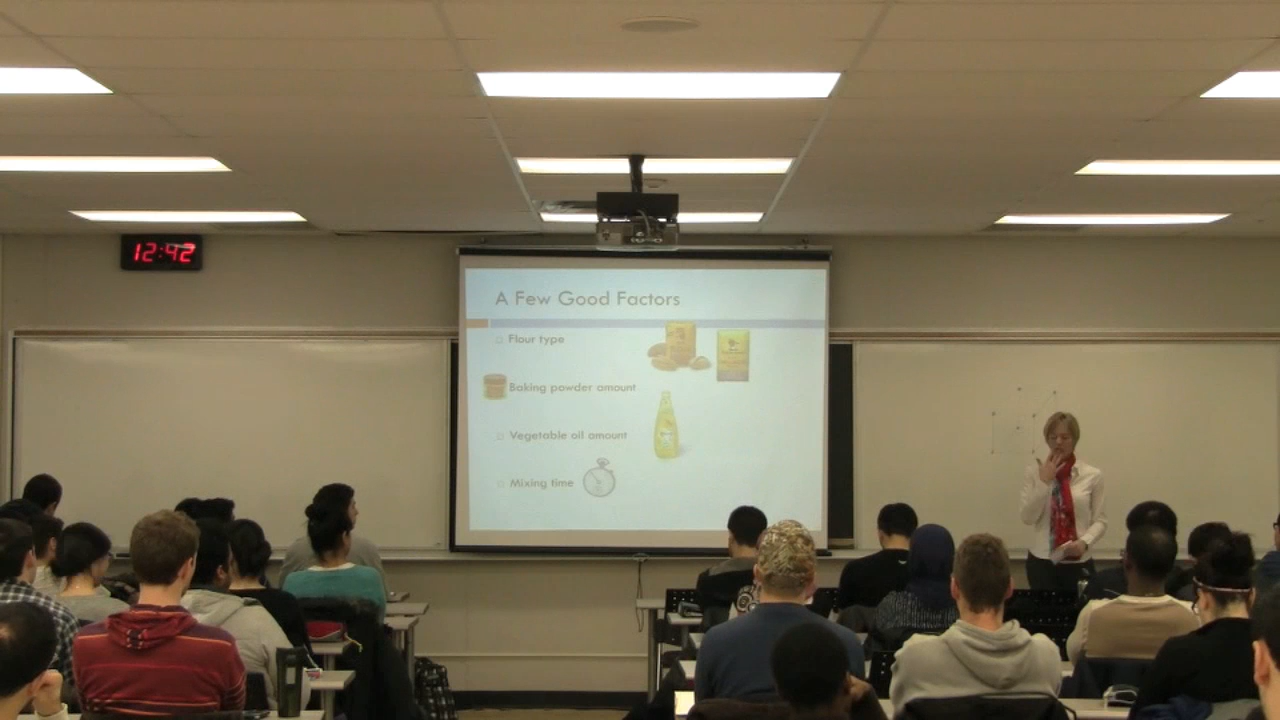 12:42
A Few Good Factors
Flour type
Baking powder amount
Vegetable oil amount
Mixing time